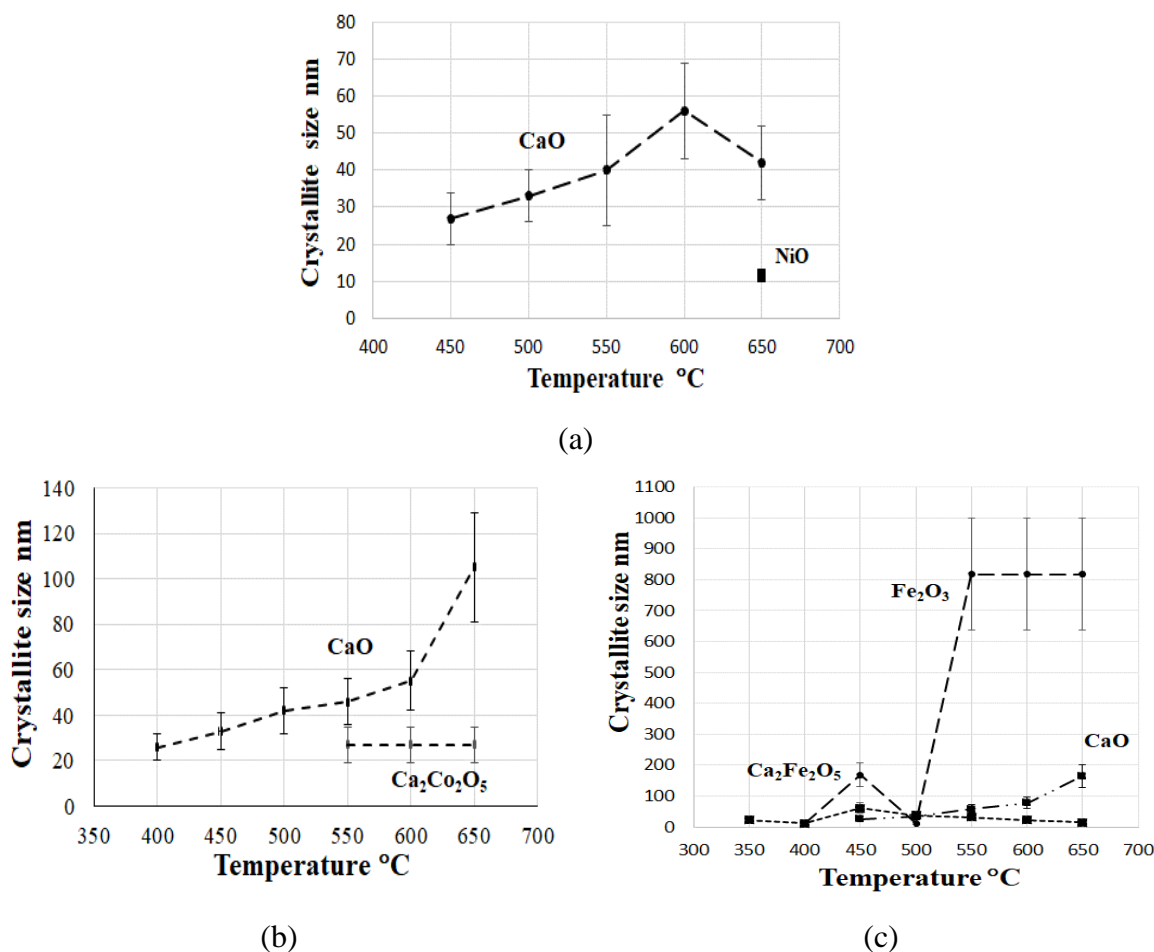 80
70
60
50
40
30
20
10
0
Crystallite size nm
CaO
NiO
400 450 500 550 600 650 700
Temperature °C
(a)
140
120
100
80
60
40
20
0
Crystallite size nm
CaO
Ca₂Co₂O₅
350 400 450 500 550 600 650 700
Temperature °C
(b)
1100
1000
900
800
700
600
500
400
300
200
100
0
Crystallite size nm
Fe₂O₃
CaO
Ca₂Fe₂O₅
300 350 400 450 500 550 600 650 700
Temperature °C
(c)